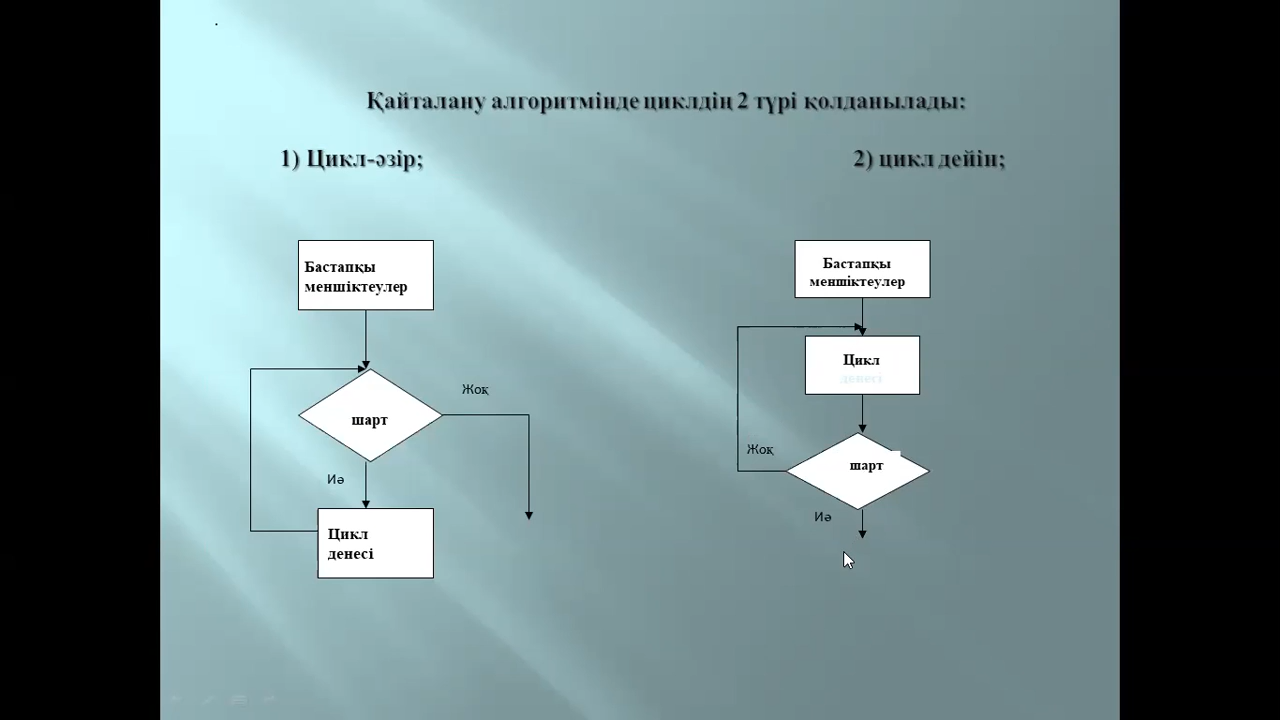 Қайталану алгоритмінде циклдің 2 түрі қолданылады:
1) Цикл-әзір;
2) цикл дейін;
Бастапқы
меншіктеулер
шарт
Жоқ
Иә
Цикл
денесі
Бастапқы
меншіктеулер
Цикл
денесі
шарт
Жоқ
Иә